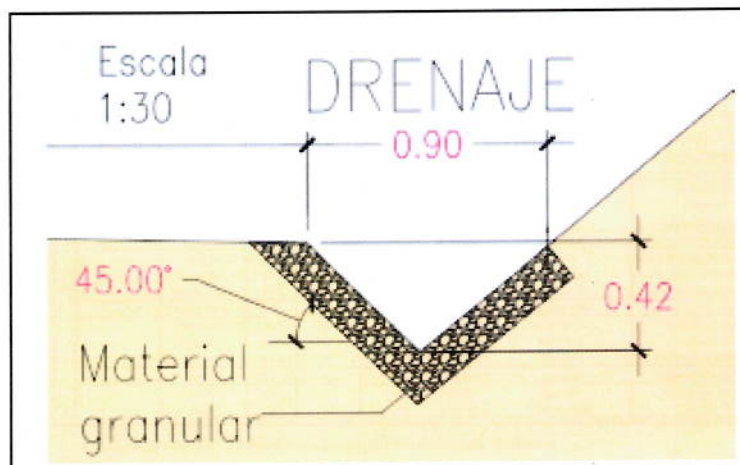 Escala
1:30
DRENAJE
0.90
45.00°
0.42
Material
granular